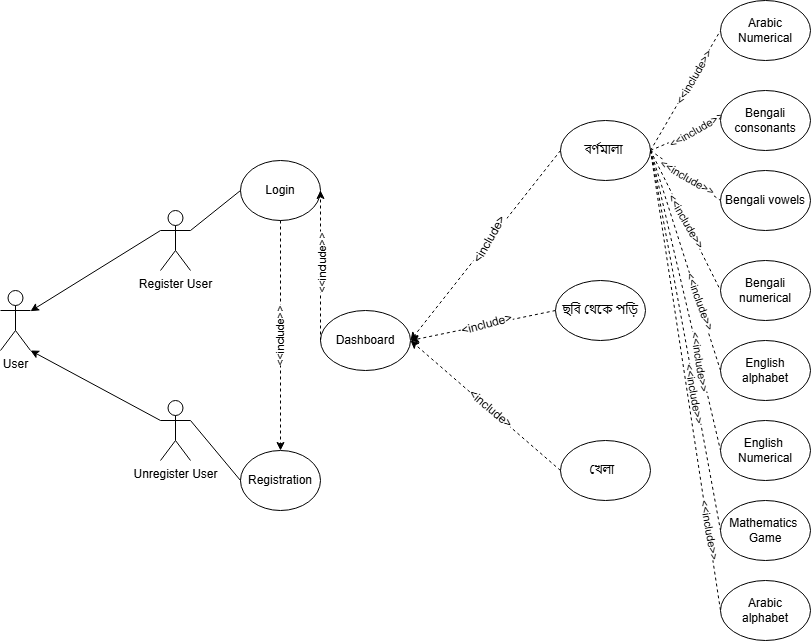 Arabic
Numerical
<<include>>
Bengali
consonants
<<include>>
বর্ণমালা
Login
<<include>>
Bengali vowels
Register User
<<include>>
<include>
<<include>>
Bengali
numerical
User
<<include>>
ছবি থেকে পড়ি
<include>
<<include>>
Dashboard
<<include>>
English
alphabet
<<include>>
<<include>>
<include>
Unregister User
Registration
খেলা
English
Numerical
Mathematics
Game
<<include>>
Arabic
alphabet